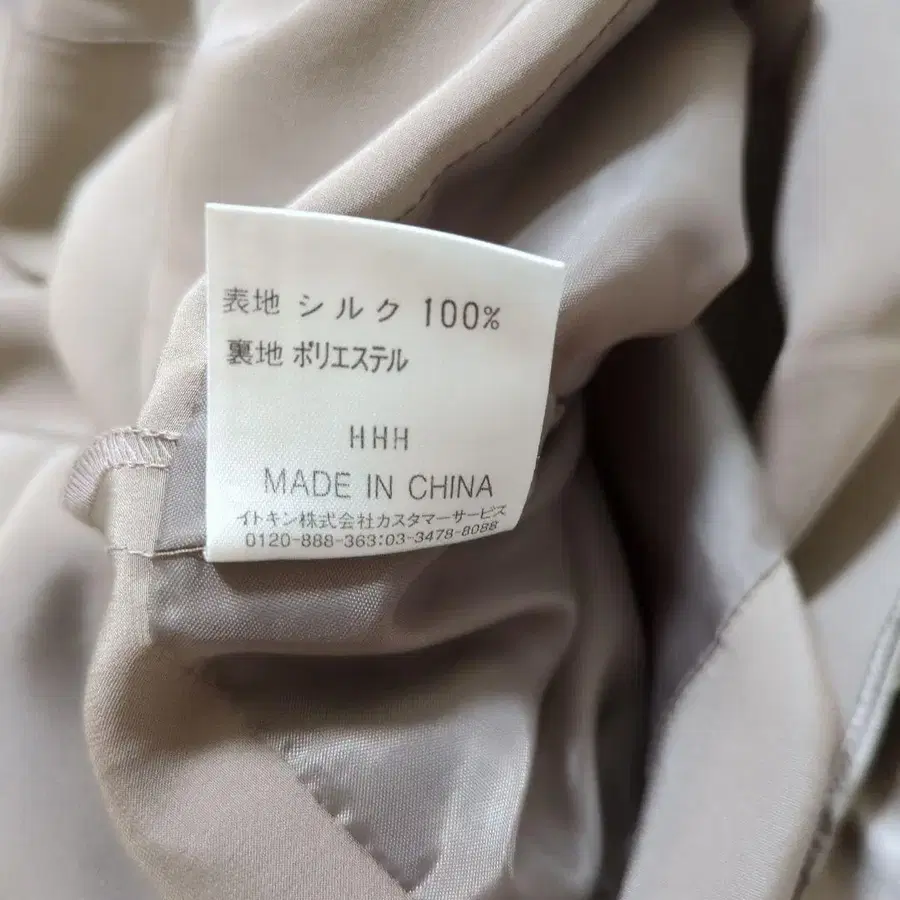 表地 シルク 100%
裏地 ポリエステル
HHH
MADE IN CHINA
イトキン株式会社カスタマーサービス
0120-888-363:03-3478-8088